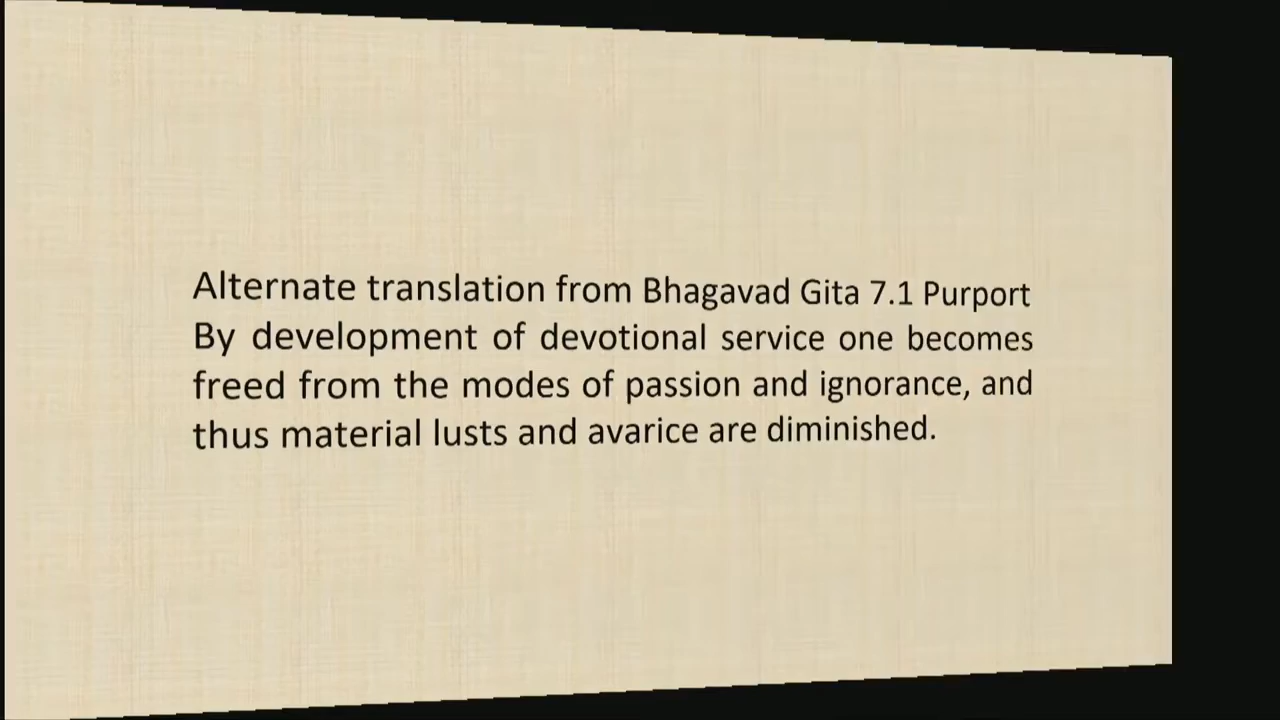 Alternate translation from Bhagavad Gita 7.1 Purport
By development of devotional service one becomes
freed from the modes of passion and ignorance, and
thus material lusts and avarice are diminished.